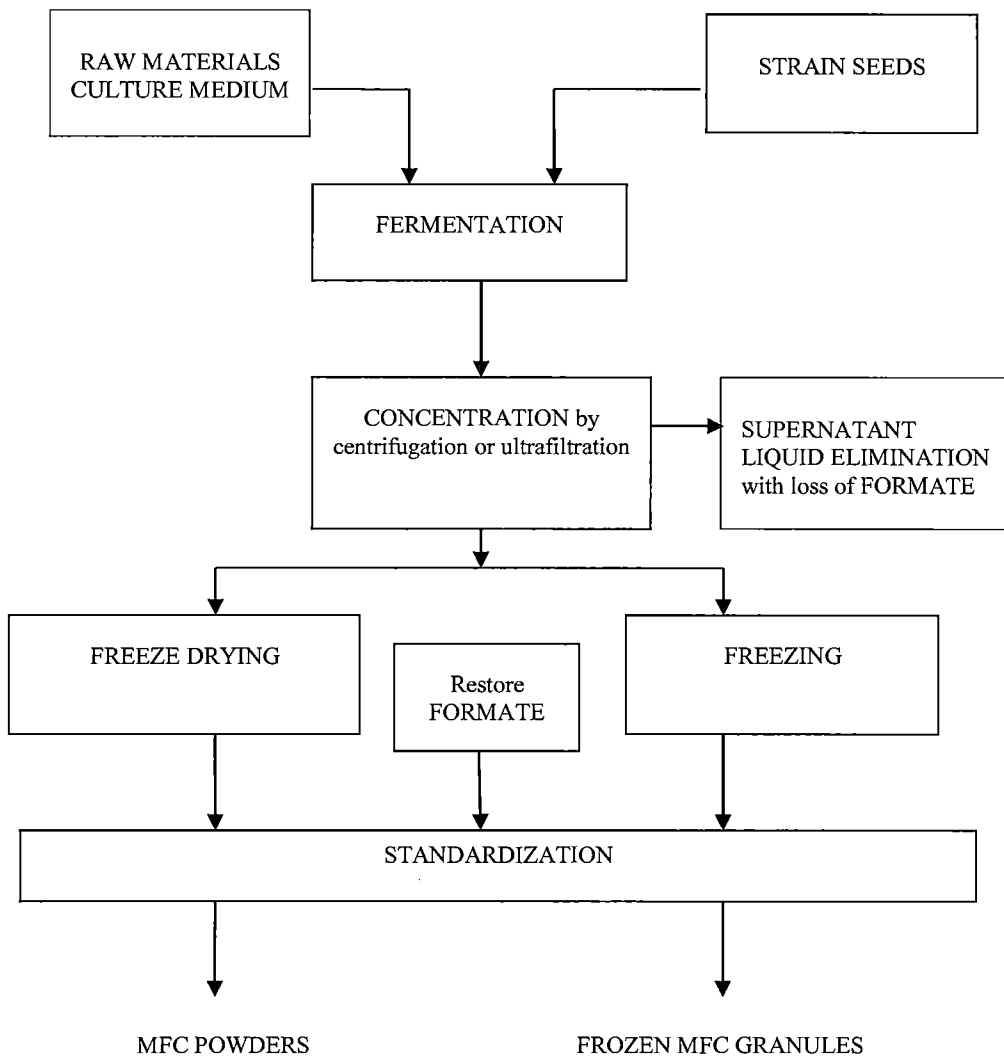 RAW MATERIALS
CULTURE MEDIUM
STRAIN SEEDS
FERMENTATION
CONCENTRATION by
centrifugation or ultrafiltration
SUPERNATANT
LIQUID ELIMINATION
with loss of FORMATE
FREEZE DRYING
Restore
FORMATE
FREEZING
STANDARDIZATION
MFC POWDERS
FROZEN MFC GRANULES